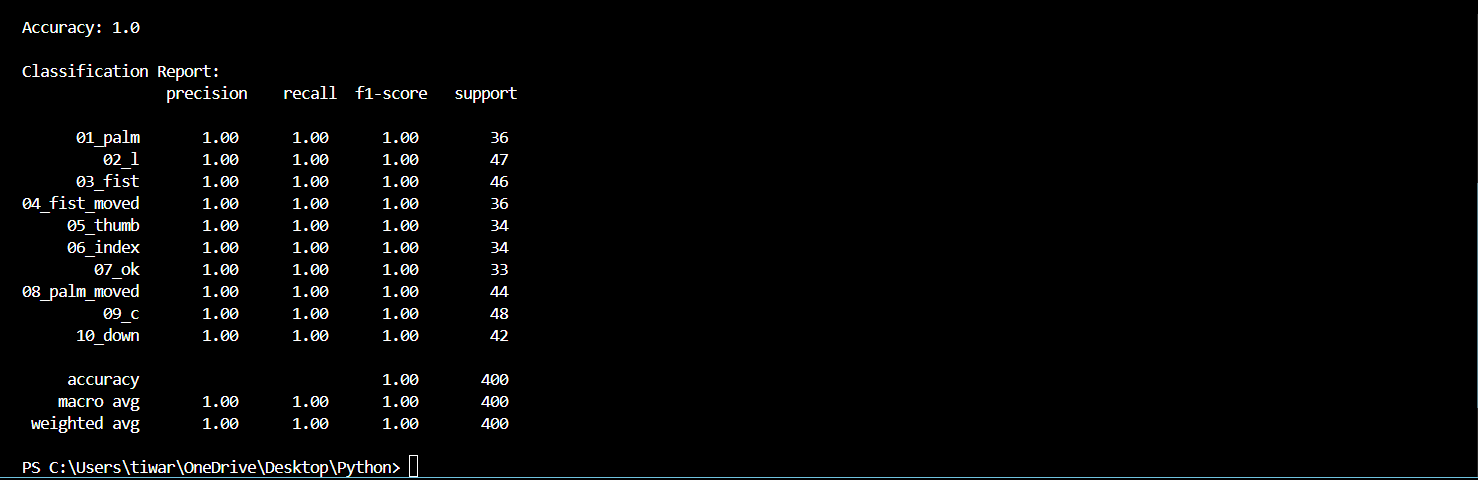 Accuracy: 1.0
Classification Report:
precision recall f1-score support
01_palm 1.00 1.00 1.00 36
02_l 1.00 1.00 1.00 47
03_fist 1.00 1.00 1.00 46
04_fist_moved 1.00 1.00 1.00 36
05_thumb 1.00 1.00 1.00 34
06_index 1.00 1.00 1.00 34
07_ok 1.00 1.00 1.00 33
08_palm_moved 1.00 1.00 1.00 44
09_c 1.00 1.00 1.00 48
10_down 1.00 1.00 1.00 42
accuracy 1.00 400
macro avg 1.00 1.00 1.00 400
weighted avg 1.00 1.00 1.00 400
PS C:\Users\tiwar\OneDrive\Desktop\Python>